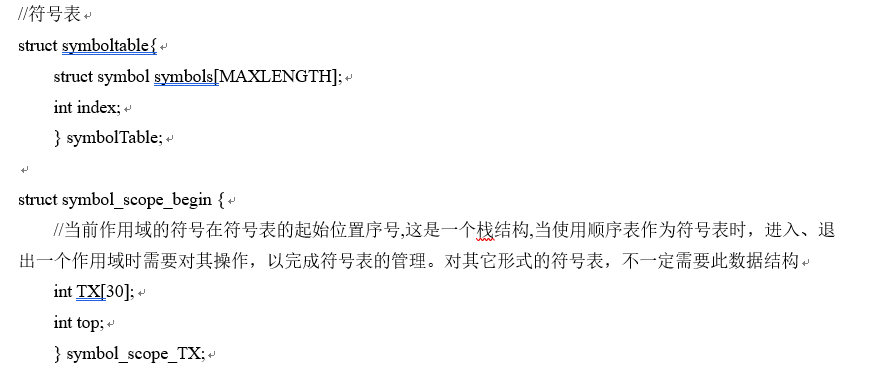 //符号表
struct symboltable{
struct symbol symbols[MAXLENGTH];
int index;
} symbolTable;
struct symbol_scope_begin {
//当前作用域的符号在符号表的起始位置序号,这是一个栈结构,当使用顺序表作为符号表时，进入、退
出一个作用域时需要对其操作，以完成符号表的管理。对其它形式的符号表，不一定需要此数据结构
int TX[30];
int top;
} symbol_scope_TX;